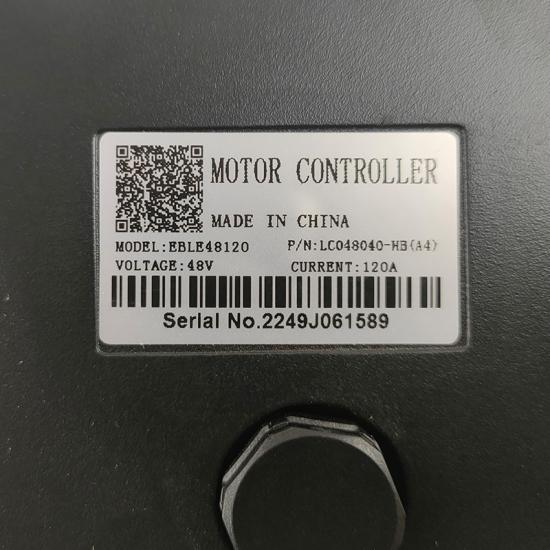 MOTOR CONTROLLER
MADE IN CHINA
MODEL:EBLE48120 P/N:LC048040-HB(A4)
VOLTAGE:48V CURRENT:120A
Serial No.2249J061589